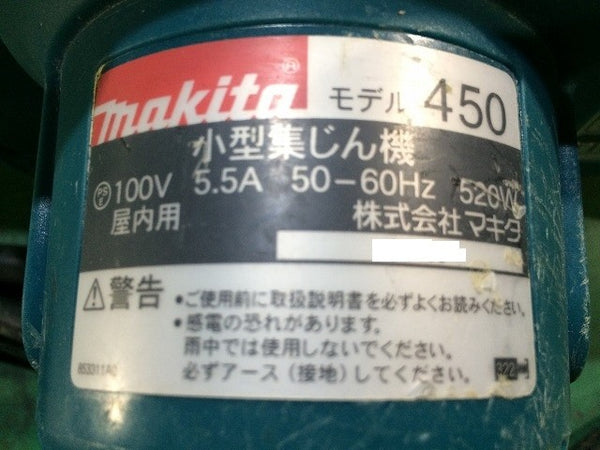 makita®
モデル 450
小型集じん機
PS E 100V 5.5A 50-60Hz 520W
屋内用 株式会社マキタ
⚠警告 •ご使用前に取扱説明書を必ずよくお読みください。
•感電の恐れがあります。
雨中では使用しないでください。
必ずアース（接地）してください。
853311A0